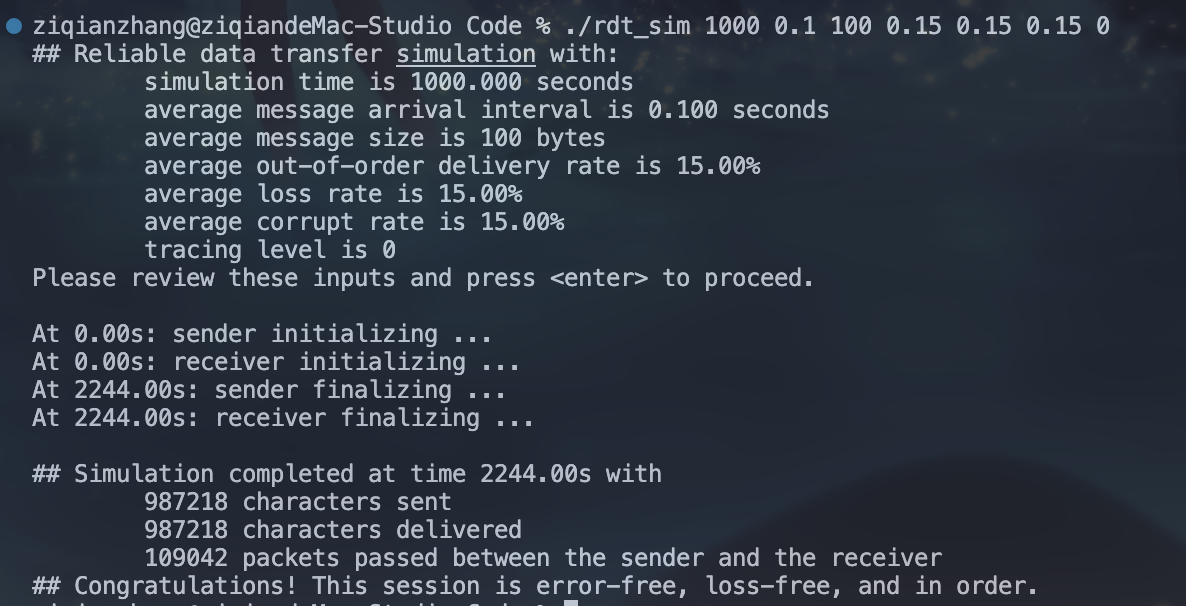 ziqianzhang@ziqiandeMac-Studio Code % ./rdt_sim 1000 0.1 100 0.15 0.15 0.15 0
## Reliable data transfer simulation with:
simulation time is 1000.000 seconds
average message arrival interval is 0.100 seconds
average message size is 100 bytes
average out-of-order delivery rate is 15.00%
average loss rate is 15.00%
average corrupt rate is 15.00%
tracing level is 0
Please review these inputs and press <enter> to proceed.
At 0.00s: sender initializing ...
At 0.00s: receiver initializing ...
At 2244.00s: sender finalizing ...
At 2244.00s: receiver finalizing ...
## Simulation completed at time 2244.00s with
987218 characters sent
987218 characters delivered
109042 packets passed between the sender and the receiver
## Congratulations! This session is error-free, loss-free, and in order.